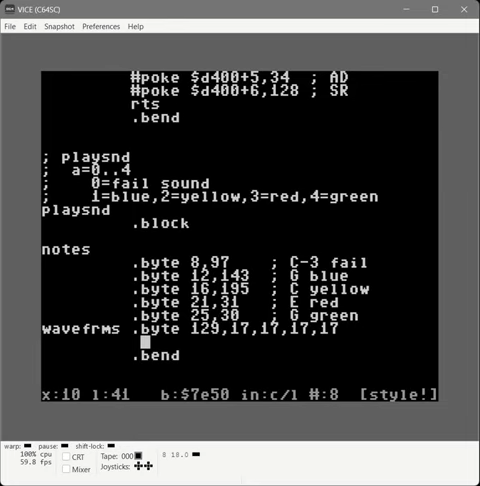 VICE (C64SC)
File Edit Snapshot Preferences Help
#poke $d400+5,34 ; AD
#poke $d400+6,128 ; SR
rts
.bend
; playsnd
; a=0..4
; 0=fail sound
; 1=blue,2=yellow,3=red,4=green
playsnd
.block
notes
.byte 8,97 ; C-3 fail
.byte 12,143 ; G blue
.byte 16,195 ; C yellow
.byte 21,31 ; E red
.byte 25,30 ; G green
wavefrms .byte 129,17,17,17,17
.bend
x:10 l:41 b:$7e50 in:c/l #:8 [style!]
warp: pause: shift-lock:
100% cpu
59.8 fps
CRT
Mixer
Tape: 000
Joysticks:
8 18.0